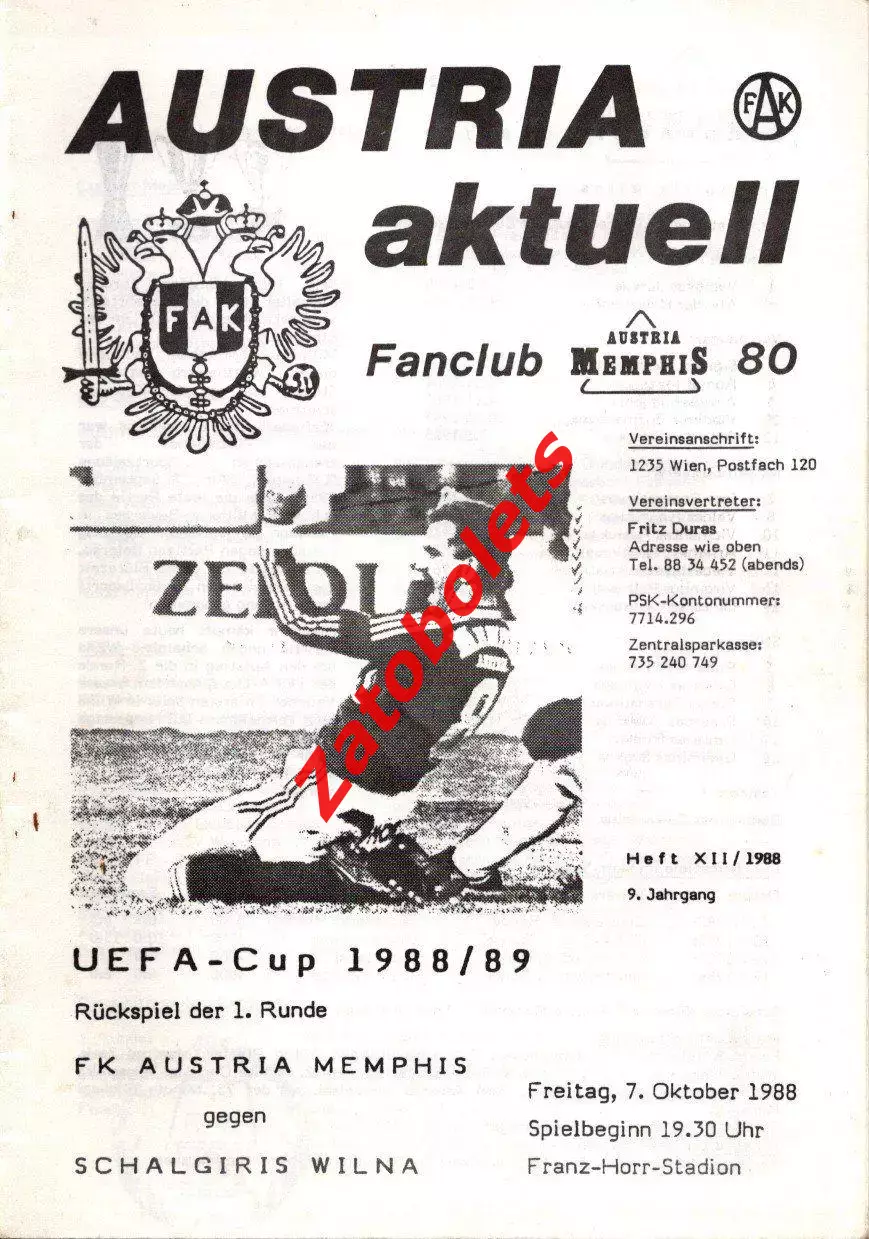 AUSTRIA
FAK
aktuell
FAK
Fanclub AUSTRIA MEMPHIS 80
Vereinsanschrift:
1235 Wien, Postfach 120
Vereinsvertreter:
Fritz Duras
Adresse wie oben
Tel. 88 34 452 (abends)
PSK-Kontonummer:
7714.296
Zentralsparkasse:
735 240 749
Zatobolets
Heft XII/1988
9. Jahrgang
UEFA-Cup 1988/89
Rückspiel der 1. Runde
FK AUSTRIA MEMPHIS
gegen
SCHALGIRIS WILNA
Freitag, 7. Oktober 1988
Spielbeginn 19.30 Uhr
Franz-Horr-Stadion